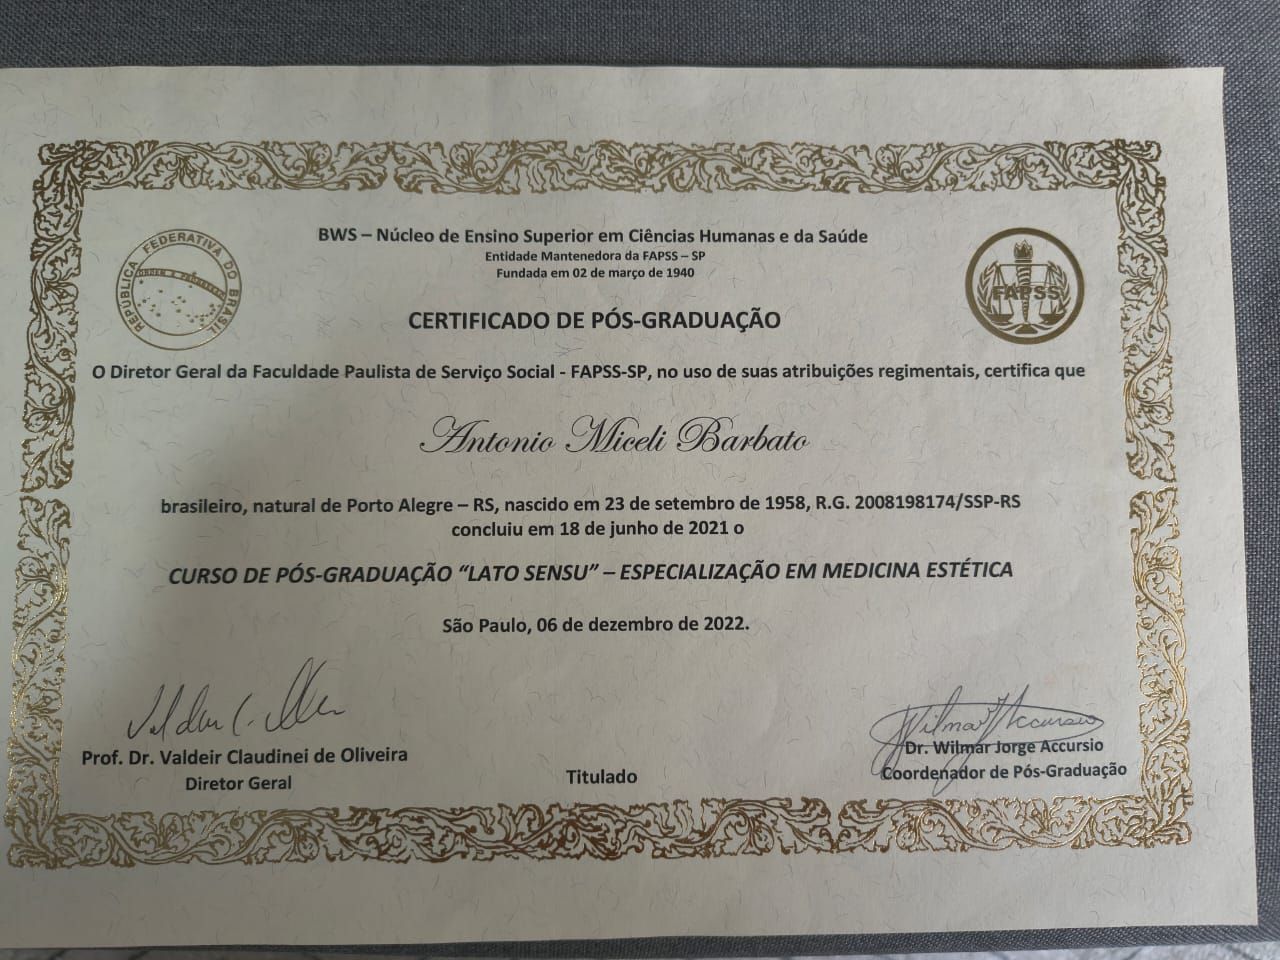 BWS – Núcleo de Ensino Superior em Ciências Humanas e da Saúde
Entidade Mantenedora da FAPSS – SP
Fundada em 02 de março de 1940
REPÚBLICA FEDERATIVA DO BRASIL
ORDEM E PROGRESSO
FAPSS
CERTIFICADO DE PÓS-GRADUAÇÃO
O Diretor Geral da Faculdade Paulista de Serviço Social - FAPSS-SP, no uso de suas atribuições regimentais, certifica que
Antonio Miceli Barbato
brasileiro, natural de Porto Alegre – RS, nascido em 23 de setembro de 1958, R.G. 2008198174/SSP-RS
concluiu em 18 de junho de 2021 o
CURSO DE PÓS-GRADUAÇÃO “LATO SENSU” – ESPECIALIZAÇÃO EM MEDICINA ESTÉTICA
São Paulo, 06 de dezembro de 2022.
Wilmar J Accursio
Prof. Dr. Valdeir Claudinei de Oliveira
Diretor Geral
Titulado
Dr. Wilmar Jorge Accursio
Coordenador de Pós-Graduação